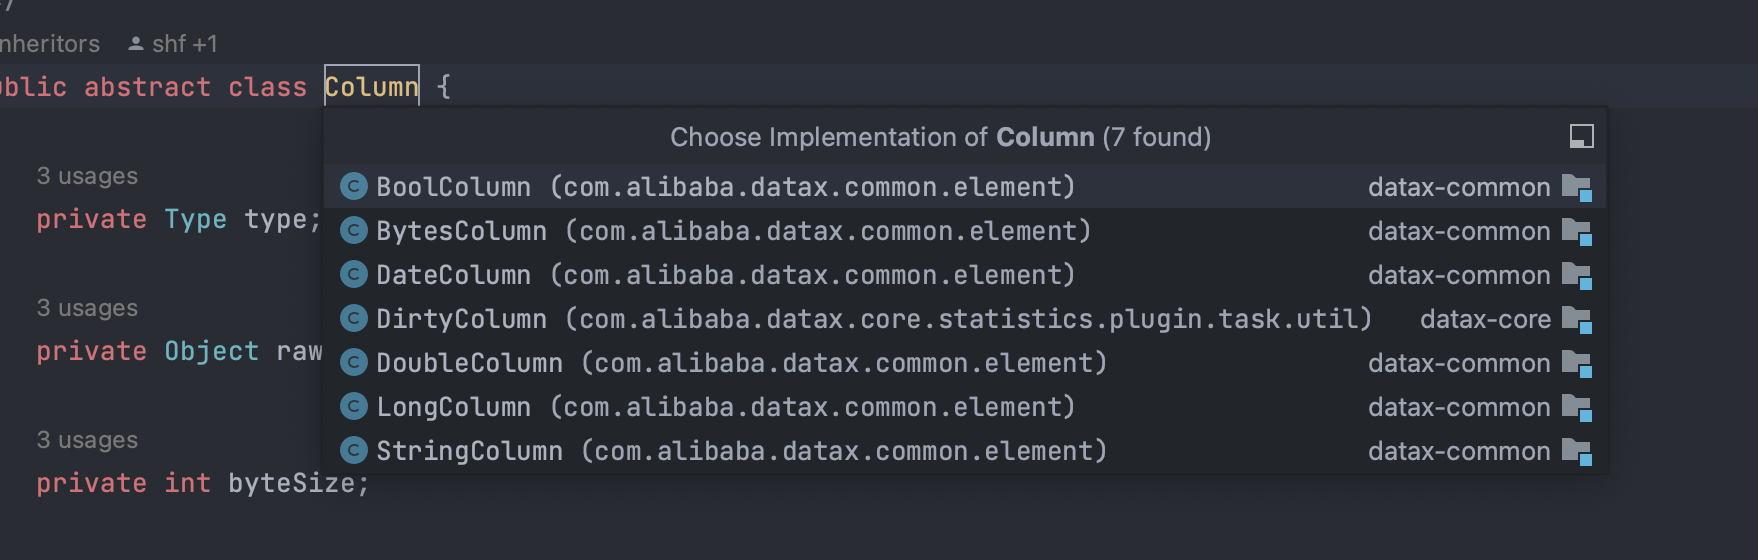 nheritors shf +1
ublic abstract class Column {
Choose Implementation of Column (7 found)
3 usages
BoolColumn (com.alibaba.datax.common.element) datax-common
private Type type;
BytesColumn (com.alibaba.datax.common.element) datax-common
DateColumn (com.alibaba.datax.common.element) datax-common
3 usages
DirtyColumn (com.alibaba.datax.core.statistics.plugin.task.util) datax-core
private Object raw
DoubleColumn (com.alibaba.datax.common.element) datax-common
LongColumn (com.alibaba.datax.common.element) datax-common
3 usages
StringColumn (com.alibaba.datax.common.element) datax-common
private int byteSize;